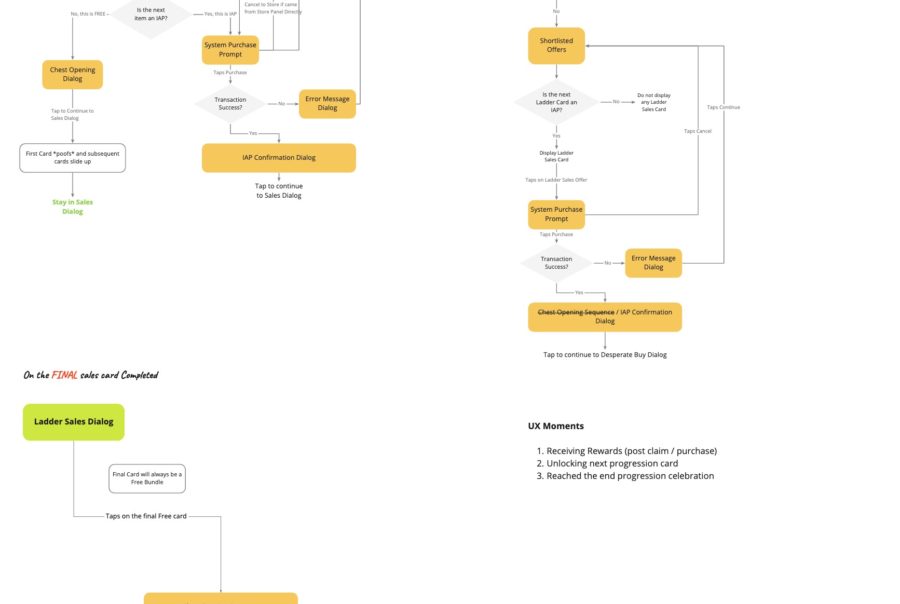 Cancel to Store if came
from Store Panel Directly
No, this is FREE
Is the next
item an IAP?
Yes, this is IAP
System Purchase
Prompt
Chest Opening
Dialog
Taps Purchase
Transaction
Success?
No
Error Message
Dialog
Tap to Continue to
Sales Dialog
Yes
First Card *poofs* and subsequent
cards slide up
IAP Confirmation Dialog
Tap to continue
to Sales Dialog
Stay in Sales
Dialog
No
Shortlisted
Offers
Is the next
Ladder Card an
IAP?
No
Do not display
any Ladder
Sales Card
Taps Continue
Taps Cancel
Yes
Display Ladder
Sales Card
Taps on Ladder Sales Offer
System Purchase
Prompt
Taps Purchase
Transaction
Success?
No
Error Message
Dialog
Yes
Chest Opening Sequence / IAP Confirmation
Dialog
Tap to continue to Desperate Buy Dialog
On the FINAL sales card Completed
Ladder Sales Dialog
Final Card will always be a
Free Bundle
Taps on the final Free card
UX Moments
1. Receiving Rewards (post claim / purchase)
2. Unlocking next progression card
3. Reached the end progression celebration